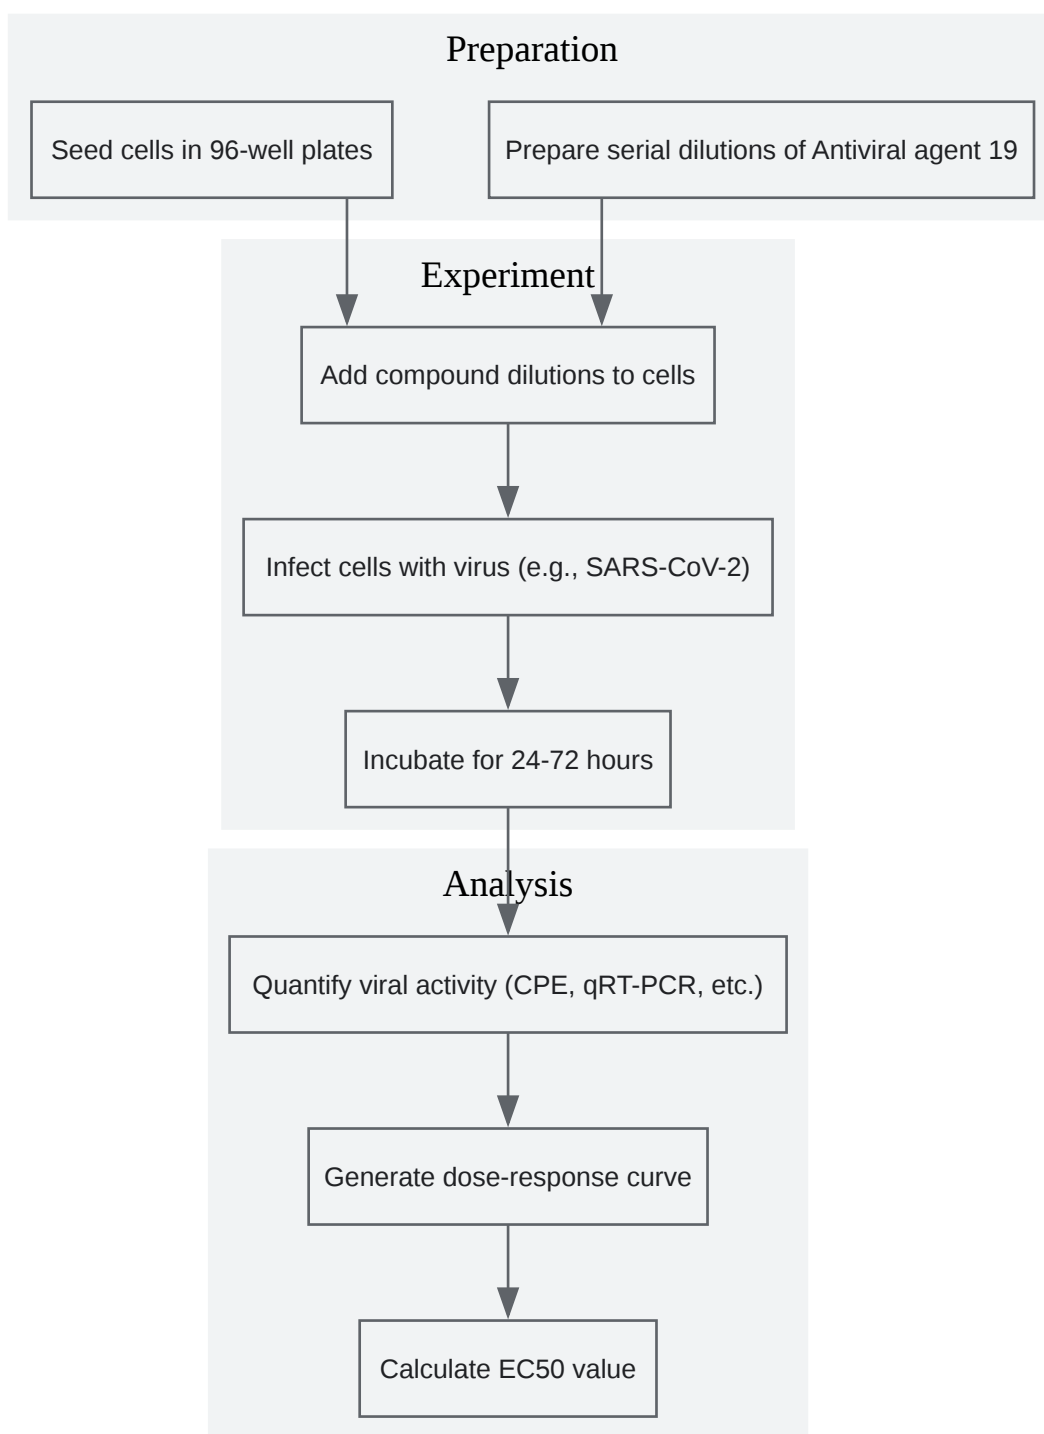 Preparation
Seed cells in 96-well plates
Prepare serial dilutions of Antiviral agent 19
Experiment
Add compound dilutions to cells
Infect cells with virus (e.g., SARS-CoV-2)
Incubate for 24-72 hours
Analysis
Quantify viral activity (CPE, qRT-PCR, etc.)
Generate dose-response curve
Calculate EC50 value